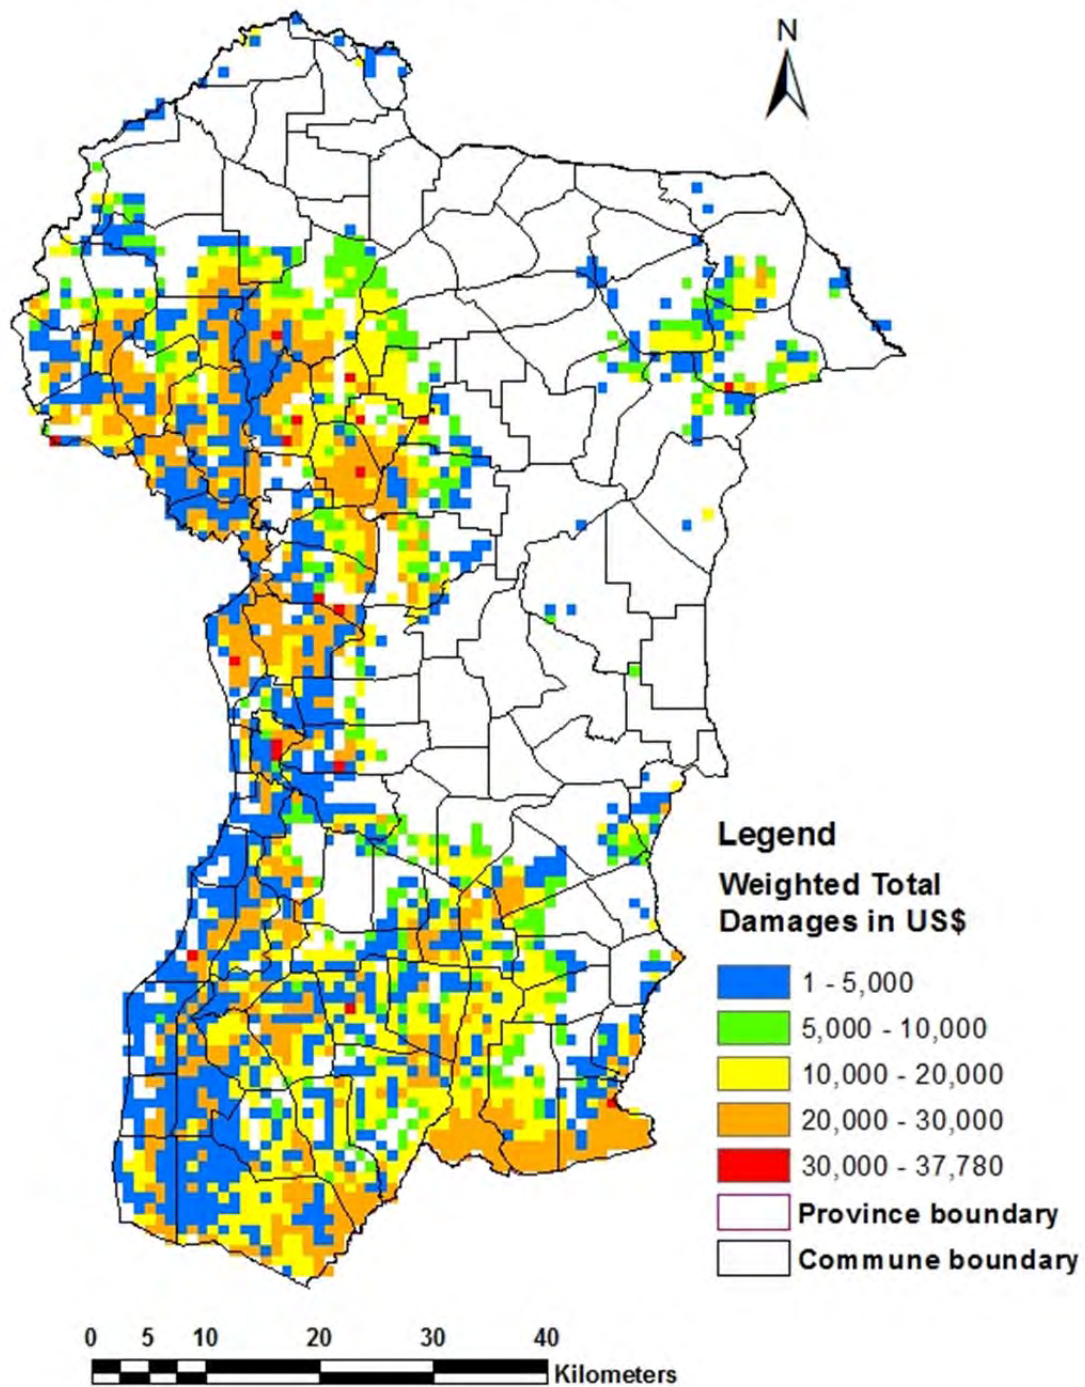 N
Legend
Weighted Total
Damages in US$
1 - 5,000
5,000 - 10,000
10,000 - 20,000
20,000 - 30,000
30,000 - 37,780
Province boundary
Commune boundary
0 5 10 20 30 40
Kilometers